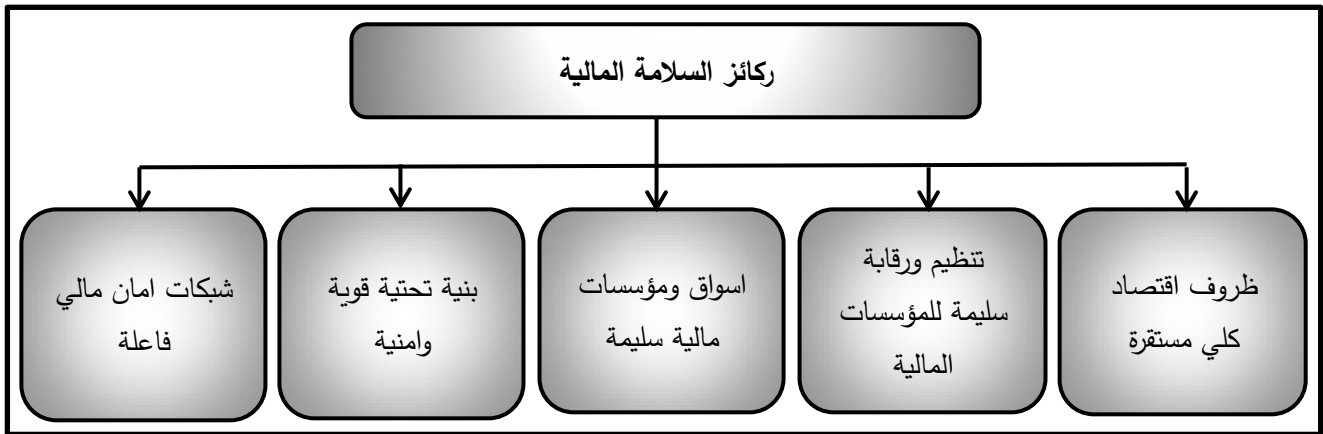 ركائز السلامة المالية
ظروف اقتصاد
كلي مستقرة
تنظيم ورقابة
سليمة للمؤسسات
المالية
اسواق ومؤسسات
مالية سليمة
بنية تحتية قوية
وامنية
شبكات امان مالي
فاعلة